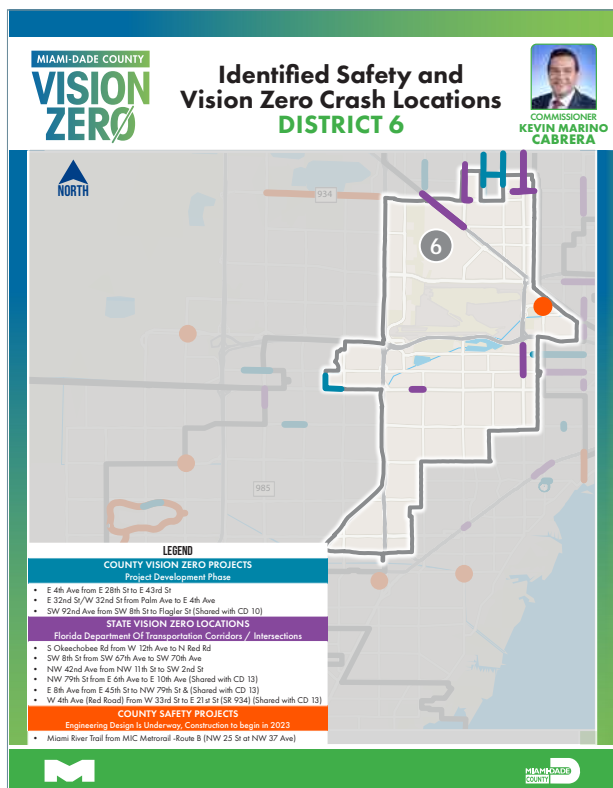 MIAMI-DADE COUNTY
VISION
ZERO
Identified Safety and
Vision Zero Crash Locations
DISTRICT 6
COMMISSIONER
KEVIN MARINO
CABRERA
NORTH
934
6
985
LEGEND
COUNTY VISION ZERO PROJECTS
Project Development Phase
• E 4th Ave from E 28th St to E 43rd St
• E 32nd St/W 32nd St from Palm Ave to E 4th Ave
• SW 92nd Ave from SW 8th St to Flagler St (Shared with CD 10)
STATE VISION ZERO LOCATIONS
Florida Department Of Transportation Corridors / Intersections
• S Okeechobee Rd from W 12th Ave to N Red Rd
• SW 8th St from SW 67th Ave to SW 70th Ave
• NW 42nd Ave from NW 11th St to SW 2nd St
• NW 79th St from E 6th Ave to E 10th Ave (Shared with CD 13)
• E 8th Ave from E 45th St to NW 79th St & (Shared with CD 13)
• W 4th Ave (Red Road) From W 33rd St to E 21st St (SR 934) (Shared with CD 13)
COUNTY SAFETY PROJECTS
Engineering Design Is Underway, Construction to begin in 2023
• Miami River Trail from MIC Metrorail -Route B (NW 25 St at NW 37 Ave)
MIAMI-DADE
COUNTY